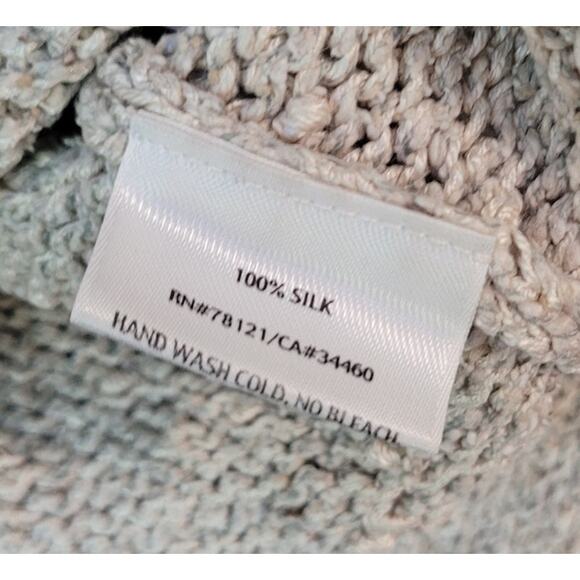 100% SILK
RN#78121/CA#34460
HAND WASH COLD, NO BLEACH